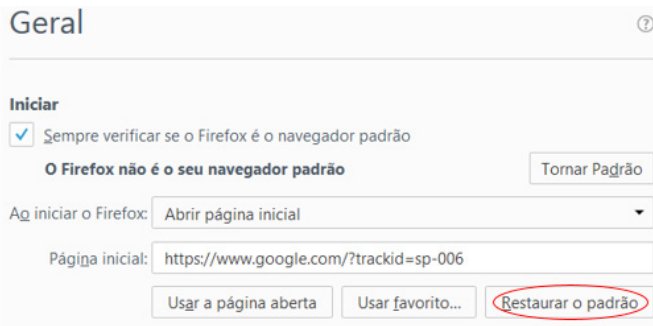 Geral
?
Iniciar
Sempre verificar se o Firefox é o navegador padrão
O Firefox não é o seu navegador padrão Tornar Padrão
Ao iniciar o Firefox: Abrir página inicial
Página inicial: https://www.google.com/?trackid=sp-006
Usar a página aberta Usar favorito... Restaurar o padrão